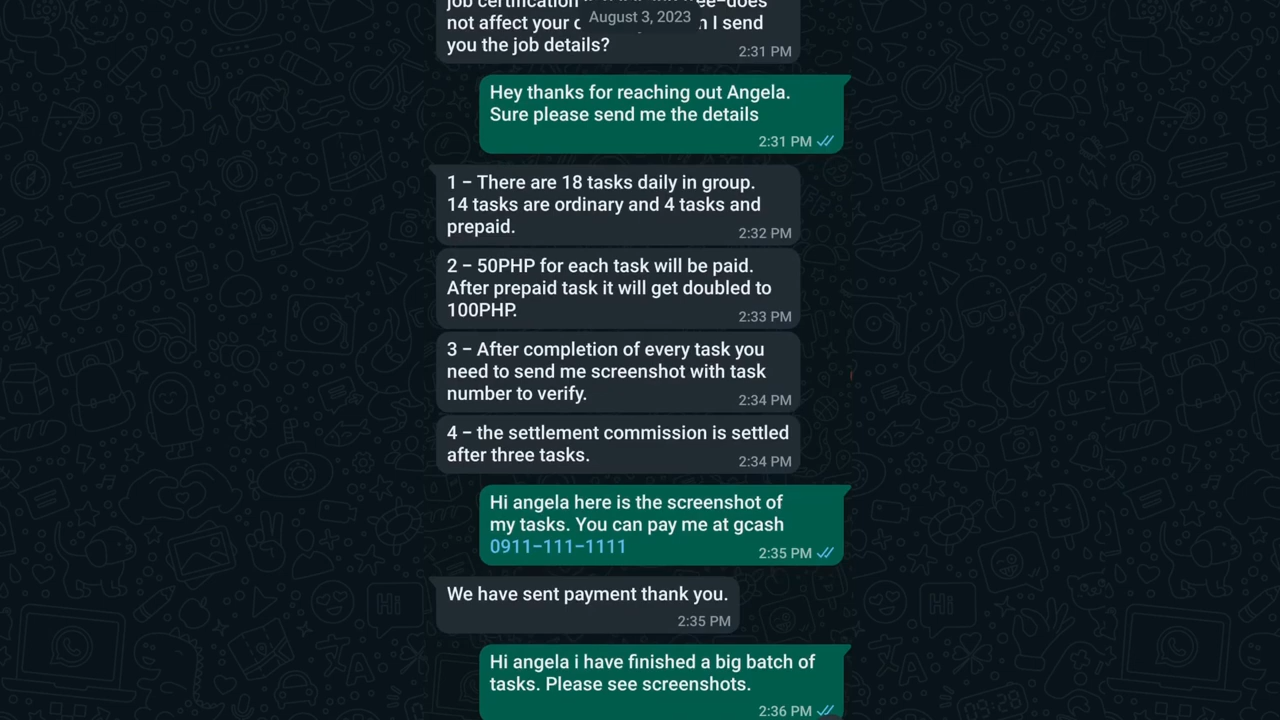 job certification
August 3, 2023
not affect your
I send
you the job details?
2:31 PM
Hey thanks for reaching out Angela.
Sure please send me the details
2:31 PM
1 – There are 18 tasks daily in group.
14 tasks are ordinary and 4 tasks and
prepaid.
2:32 PM
2 – 50PHP for each task will be paid.
After prepaid task it will get doubled to
100PHP.
2:33 PM
3 – After completion of every task you
need to send me screenshot with task
number to verify.
2:34 PM
4 – the settlement commission is settled
after three tasks.
2:34 PM
Hi angela here is the screenshot of
my tasks. You can pay me at gcash
0911–111–1111
2:35 PM
We have sent payment thank you.
2:35 PM
Hi angela i have finished a big batch of
tasks. Please see screenshots.
2:36 PM